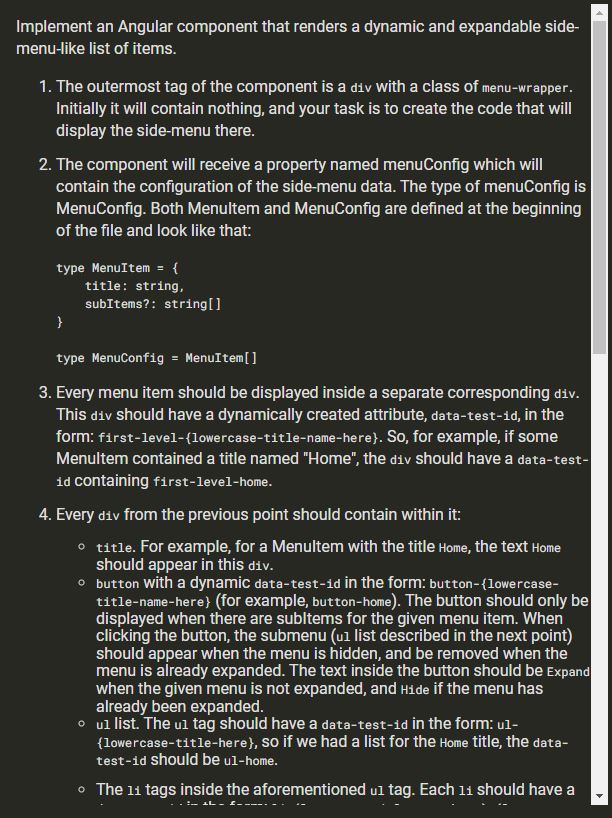 Implement an Angular component that renders a dynamic and expandable side-
menu-like list of items.
1. The outermost tag of the component is a div with a class of menu-wrapper.
Initially it will contain nothing, and your task is to create the code that will
display the side-menu there.
2. The component will receive a property named menuConfig which will
contain the configuration of the side-menu data. The type of menuConfig is
MenuConfig. Both MenuItem and MenuConfig are defined at the beginning
of the file and look like that:
type MenuItem = {
title: string,
subItems?: string[]
}
type MenuConfig = MenuItem[]
3. Every menu item should be displayed inside a separate corresponding div.
This div should have a dynamically created attribute, data-test-id, in the
form: first-level-{lowercase-title-name-here}. So, for example, if some
MenuItem contained a title named "Home", the div should have a data-test-
id containing first-level-home.
4. Every div from the previous point should contain within it:
○ title. For example, for a MenuItem with the title Home, the text Home
should appear in this div.
○ button with a dynamic data-test-id in the form: button-{lowercase-
title-name-here} (for example, button-home). The button should only be
displayed when there are subItems for the given menu item. When
clicking the button, the submenu (ul list described in the next point)
should appear when the menu is hidden, and be removed when the
menu is already expanded. The text inside the button should be Expand
when the given menu is not expanded, and Hide if the menu has
already been expanded.
○ ul list. The ul tag should have a data-test-id in the form: ul-
{lowercase-title-here}, so if we had a list for the Home title, the data-
test-id should be ul-home.
○ The li tags inside the aforementioned ul tag. Each li should have a